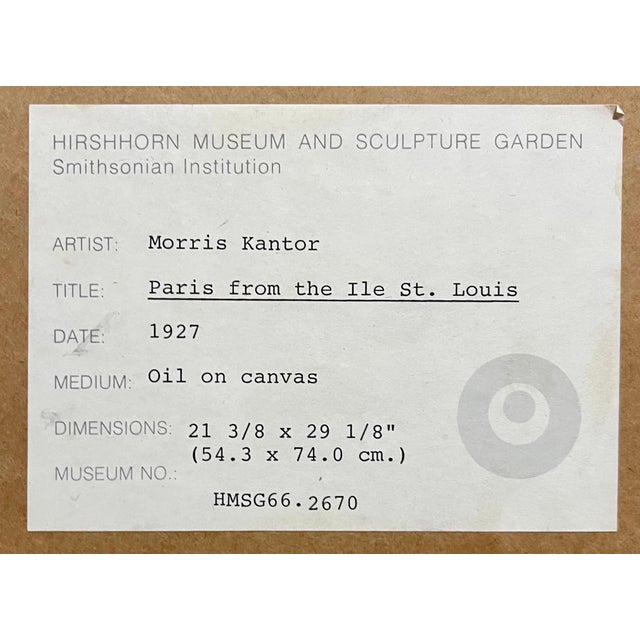 HIRSHHORN MUSEUM AND SCULPTURE GARDEN
Smithsonian Institution
ARTIST: Morris Kantor
TITLE: Paris from the Ile St. Louis
DATE: 1927
MEDIUM: Oil on canvas
DIMENSIONS: 21 3/8 x 29 1/8"
(54.3 x 74.0 cm.)
MUSEUM NO.:
HMSG66.2670